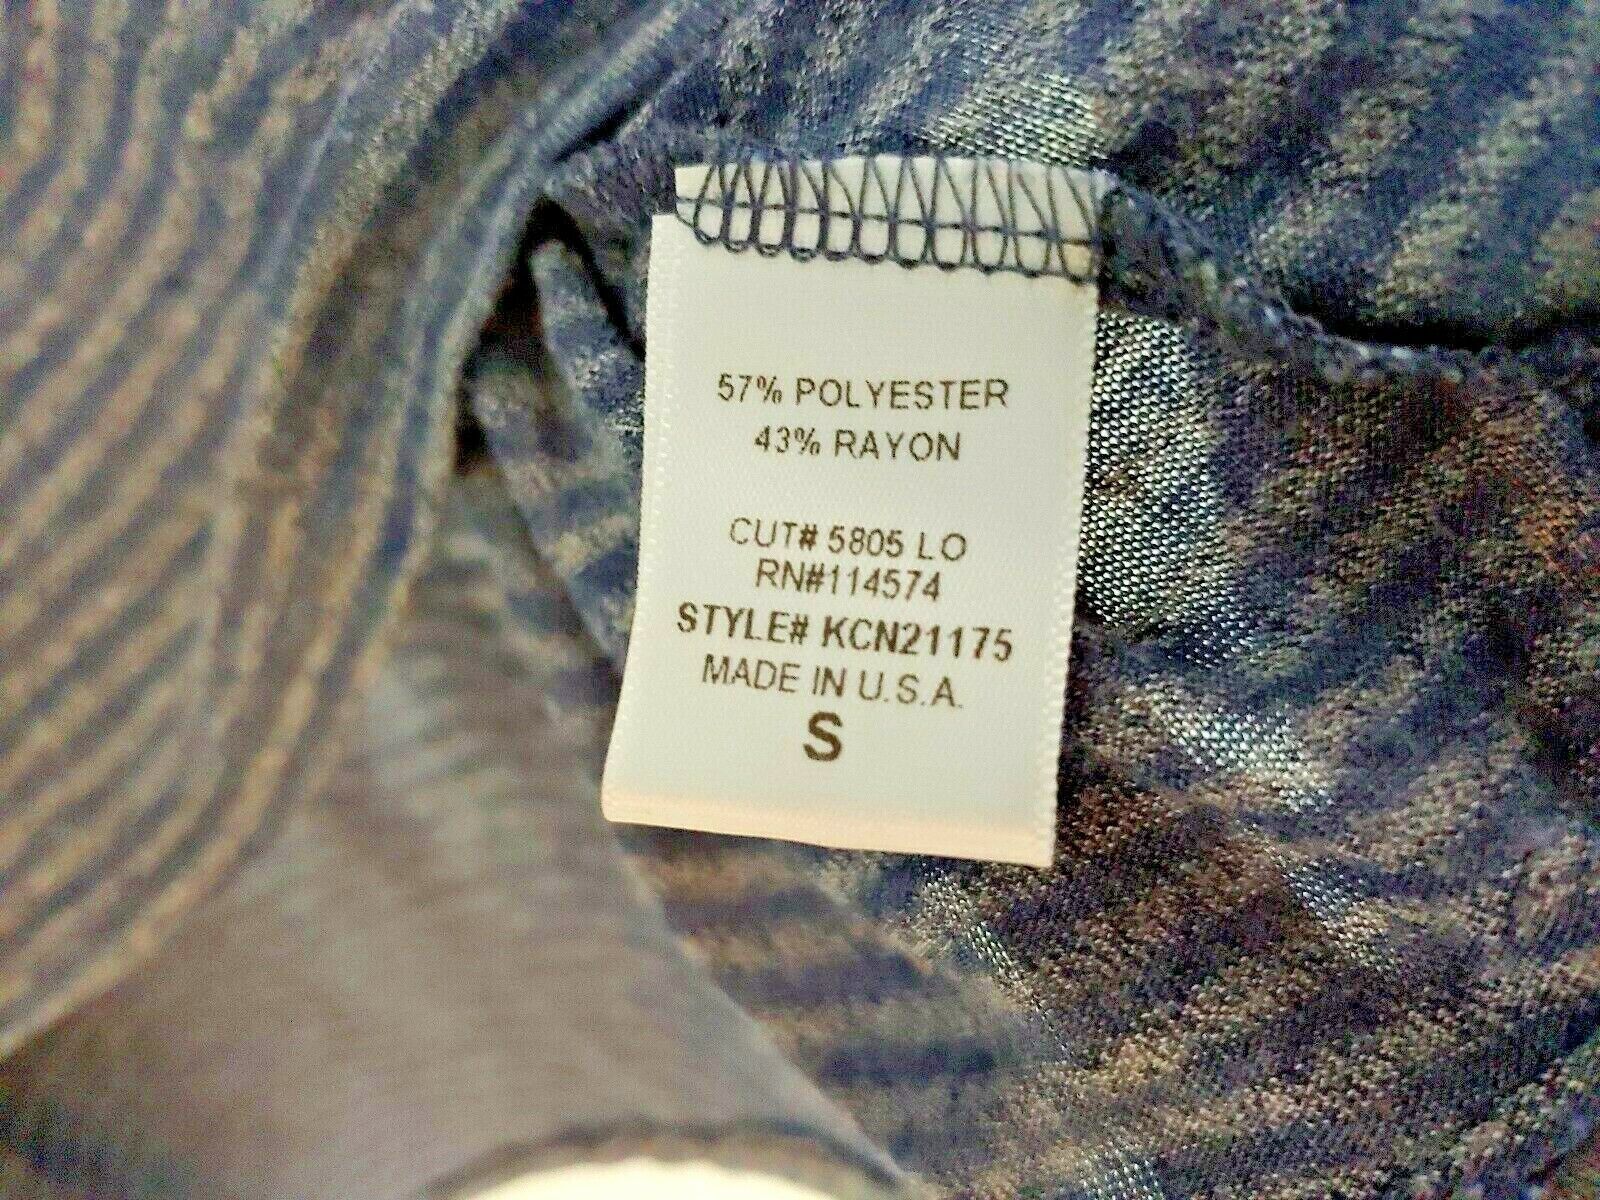 57% POLYESTER
43% RAYON
CUT# 5805 LO
RN#114574
STYLE# KCN21175
MADE IN U.S.A.
S